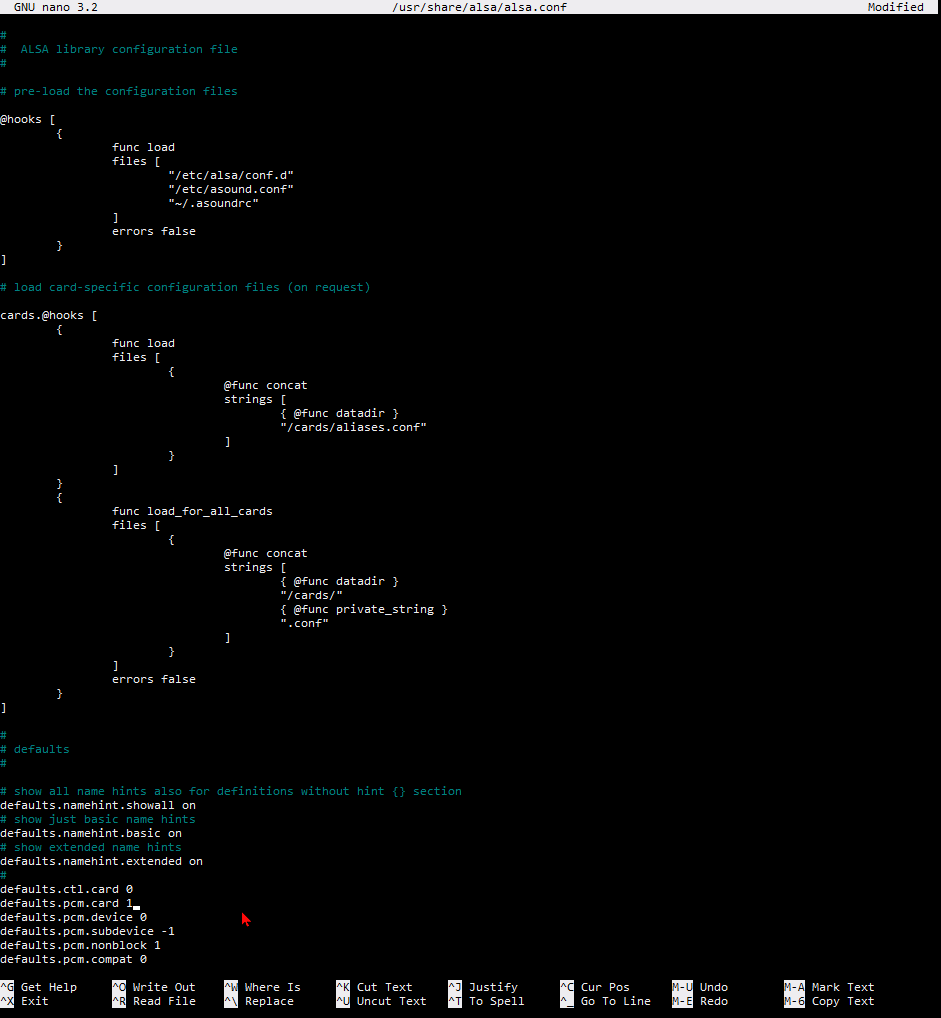 GNU nano 3.2 /usr/share/alsa/alsa.conf Modified
#
#  ALSA library configuration file
#
# pre-load the configuration files
@hooks [
        {
                func load
                files [
                        "/etc/alsa/conf.d"
                        "/etc/asound.conf"
                        "~/.asoundrc"
                ]
                errors false
        }
]
# load card-specific configuration files (on request)
cards.@hooks [
        {
                func load
                files [
                        {
                                @func concat
                                strings [
                                        { @func datadir }
                                        "/cards/aliases.conf"
                                ]
                        }
                ]
        }
        {
                func load_for_all_cards
                files [
                        {
                                @func concat
                                strings [
                                        { @func datadir }
                                        "/cards/"
                                        { @func private_string }
                                        ".conf"
                                ]
                        }
                ]
                errors false
        }
]
#
# defaults
#
# show all name hints also for definitions without hint {} section
defaults.namehint.showall on
# show just basic name hints
defaults.namehint.basic on
# show extended name hints
defaults.namehint.extended on
#
defaults.ctl.card 0
defaults.pcm.card 1
defaults.pcm.device 0
defaults.pcm.subdevice -1
defaults.pcm.nonblock 1
defaults.pcm.compat 0
^G Get Help ^O Write Out ^W Where Is ^K Cut Text ^J Justify ^C Cur Pos M-U Undo M-A Mark Text
^X Exit ^R Read File ^\ Replace ^U Uncut Text ^T To Spell ^_ Go To Line M-E Redo M-6 Copy Text